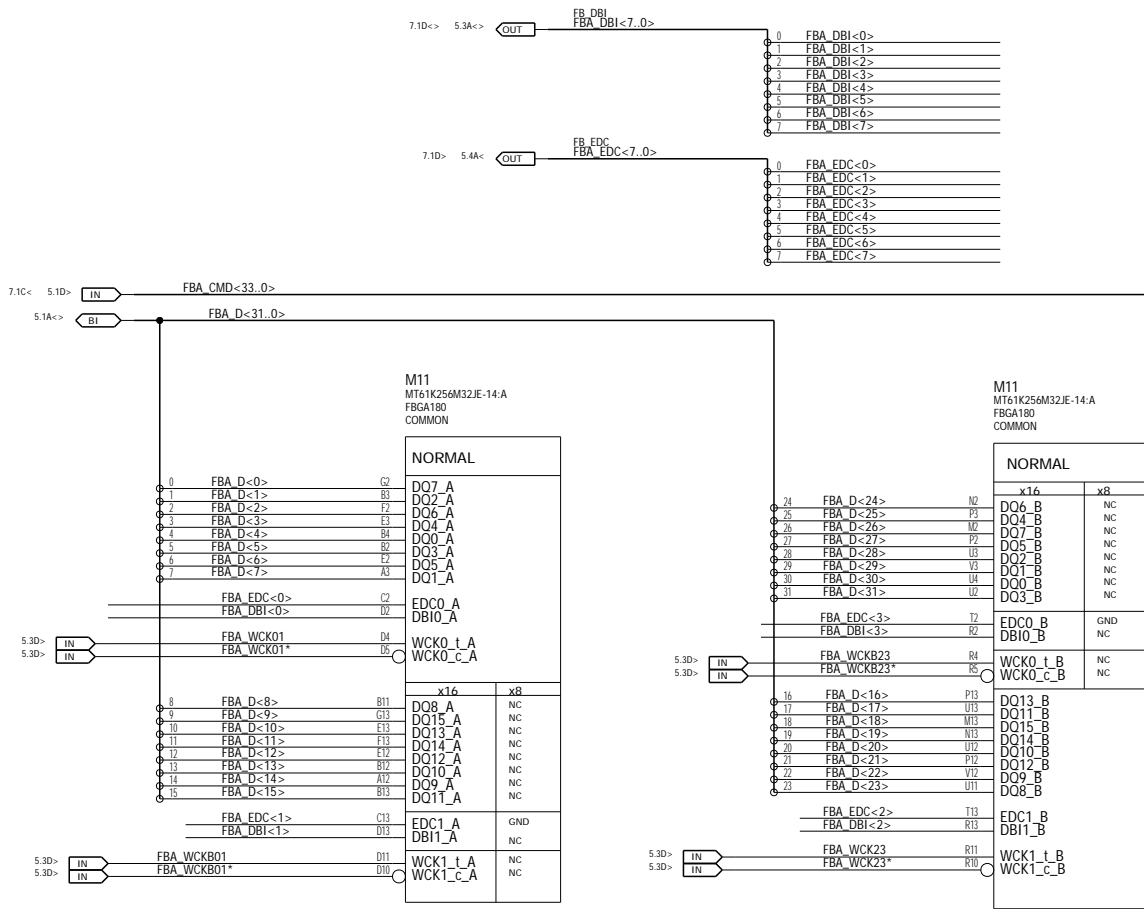 FB_DBI
7.1D<> 5.3A<> OUT FBA_DBI<7..0>
0 FBA_DBI<0>
1 FBA_DBI<1>
2 FBA_DBI<2>
3 FBA_DBI<3>
4 FBA_DBI<4>
5 FBA_DBI<5>
6 FBA_DBI<6>
7 FBA_DBI<7>
FB_EDC
7.1D> 5.4A< OUT FBA_EDC<7..0>
0 FBA_EDC<0>
1 FBA_EDC<1>
2 FBA_EDC<2>
3 FBA_EDC<3>
4 FBA_EDC<4>
5 FBA_EDC<5>
6 FBA_EDC<6>
7 FBA_EDC<7>
7.1C< 5.1D> IN FBA_CMD<33..0>
5.1A<> BI FBA_D<31..0>
M11
MT61K256M32JE-14:A
FBGA180
COMMON
NORMAL
0 FBA_D<0> G2 DQ7_A
1 FBA_D<1> B3 DQ2_A
2 FBA_D<2> F2 DQ6_A
3 FBA_D<3> E3 DQ4_A
4 FBA_D<4> B4 DQ0_A
5 FBA_D<5> B2 DQ3_A
6 FBA_D<6> E2 DQ5_A
7 FBA_D<7> A3 DQ1_A
FBA_EDC<0> C2 EDC0_A
FBA_DBI<0> D2 DBI0_A
5.3D> IN FBA_WCK01 D4 WCK0_t_A
5.3D> IN FBA_WCK01* D5 WCK0_c_A
x16 x8
8 FBA_D<8> B11 DQ8_A NC
9 FBA_D<9> G13 DQ15_A NC
10 FBA_D<10> E13 DQ13_A NC
11 FBA_D<11> F13 DQ14_A NC
12 FBA_D<12> E12 DQ12_A NC
13 FBA_D<13> B12 DQ10_A NC
14 FBA_D<14> A12 DQ9_A NC
15 FBA_D<15> B13 DQ11_A NC
FBA_EDC<1> C13 EDC1_A GND
FBA_DBI<1> D13 DBI1_A NC
5.3D> IN FBA_WCKB01 D11 WCK1_t_A NC
5.3D> IN FBA_WCKB01* D10 WCK1_c_A NC
M11
MT61K256M32JE-14:A
FBGA180
COMMON
NORMAL
x16 x8
24 FBA_D<24> N2 DQ6_B NC
25 FBA_D<25> P3 DQ4_B NC
26 FBA_D<26> M2 DQ7_B NC
27 FBA_D<27> P2 DQ5_B NC
28 FBA_D<28> U3 DQ2_B NC
29 FBA_D<29> V3 DQ1_B NC
30 FBA_D<30> U4 DQ0_B NC
31 FBA_D<31> U2 DQ3_B NC
FBA_EDC<3> T2 EDC0_B GND
FBA_DBI<3> R2 DBI0_B NC
5.3D> IN FBA_WCKB23 R4 WCK0_t_B NC
5.3D> IN FBA_WCKB23* R5 WCK0_c_B NC
16 FBA_D<16> P13 DQ13_B
17 FBA_D<17> U13 DQ11_B
18 FBA_D<18> M13 DQ15_B
19 FBA_D<19> N13 DQ14_B
20 FBA_D<20> U12 DQ10_B
21 FBA_D<21> P12 DQ12_B
22 FBA_D<22> V12 DQ9_B
23 FBA_D<23> U11 DQ8_B
FBA_EDC<2> T13 EDC1_B
FBA_DBI<2> R13 DBI1_B
5.3D> IN FBA_WCK23 R11 WCK1_t_B
5.3D> IN FBA_WCK23* R10 WCK1_c_B